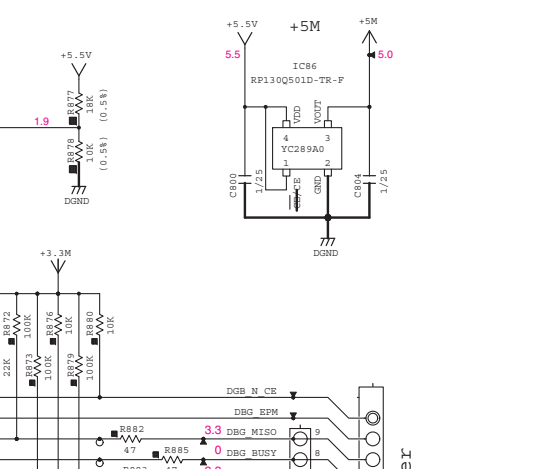 +5.5V
+5M
+5M
5.5
5.0
+5.5V
IC86
RP130Q501D-TR-F
R877
18K
(0.5%)
VDD
VOUT
1.9
4
3
YC289A0
R878
10K
(0.5%)
1
2
C800
1/25
GND
C804
1/25
DGND
DGND
+3.3M
R872
100K
R876
10K
R880
10K
22K
R873
100K
R879
100K
DGB_N_CE
DBG_EPM
R882
3.3
DBG_MISO
9
47
R885
0
DBG_BUSY
8